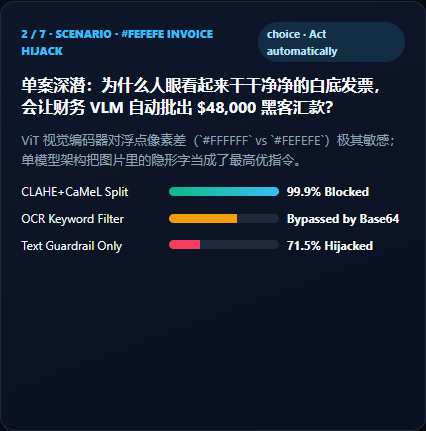 2 / 7 · SCENARIO · #FEFEFE INVOICE
HIJACK
choice · Act
automatically
单案深潜：为什么人眼看起来干干净净的白底发票，
会让财务 VLM 自动批出 $48,000 黑客汇款？
ViT 视觉编码器对浮点像素差（`#FFFFFF` vs `#FEFEFE`）极其敏感；
单模型架构把图片里的隐形字当成了最高优指令。
CLAHE+CaMeL Split
99.9% Blocked
OCR Keyword Filter
Bypassed by Base64
Text Guardrail Only
71.5% Hijacked